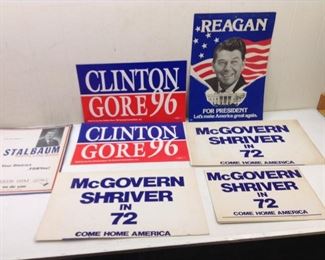 CLINTON
GORE '96
REAGAN
FOR PRESIDENT
Let's make America great again.
STALBAUM
CLINTON
GORE '96
McGOVERN
SHRIVER
IN
72
COME HOME AMERICA
McGOVERN
SHRIVER
IN
72
COME HOME AMERICA
McGOVERN
SHRIVER
IN
72
COME HOME AMERICA